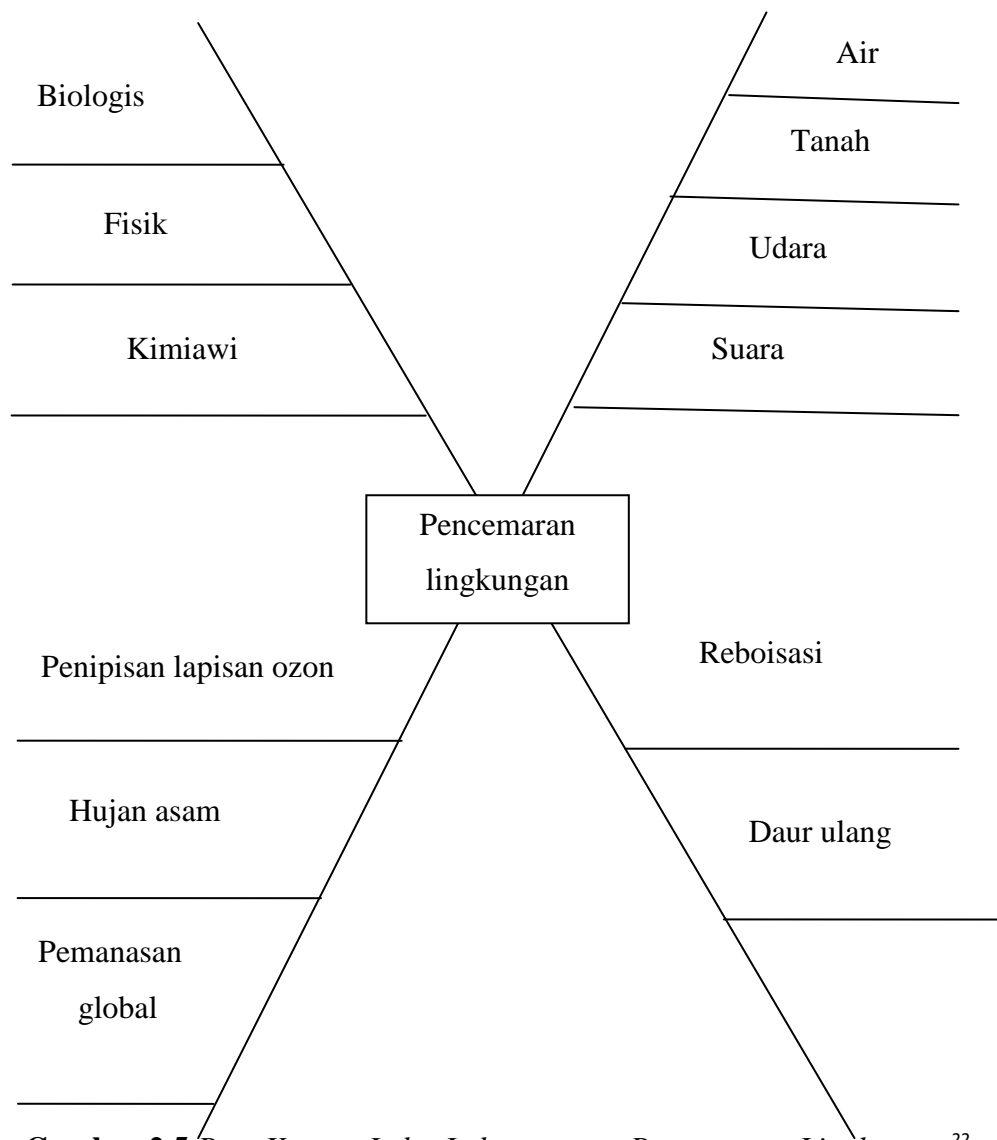 Biologis
Fisik
Kimiawi
Air
Tanah
Udara
Suara
Pencemaran
lingkungan
Penipisan lapisan ozon
Hujan asam
Pemanasan
global
Reboisasi
Daur ulang
22